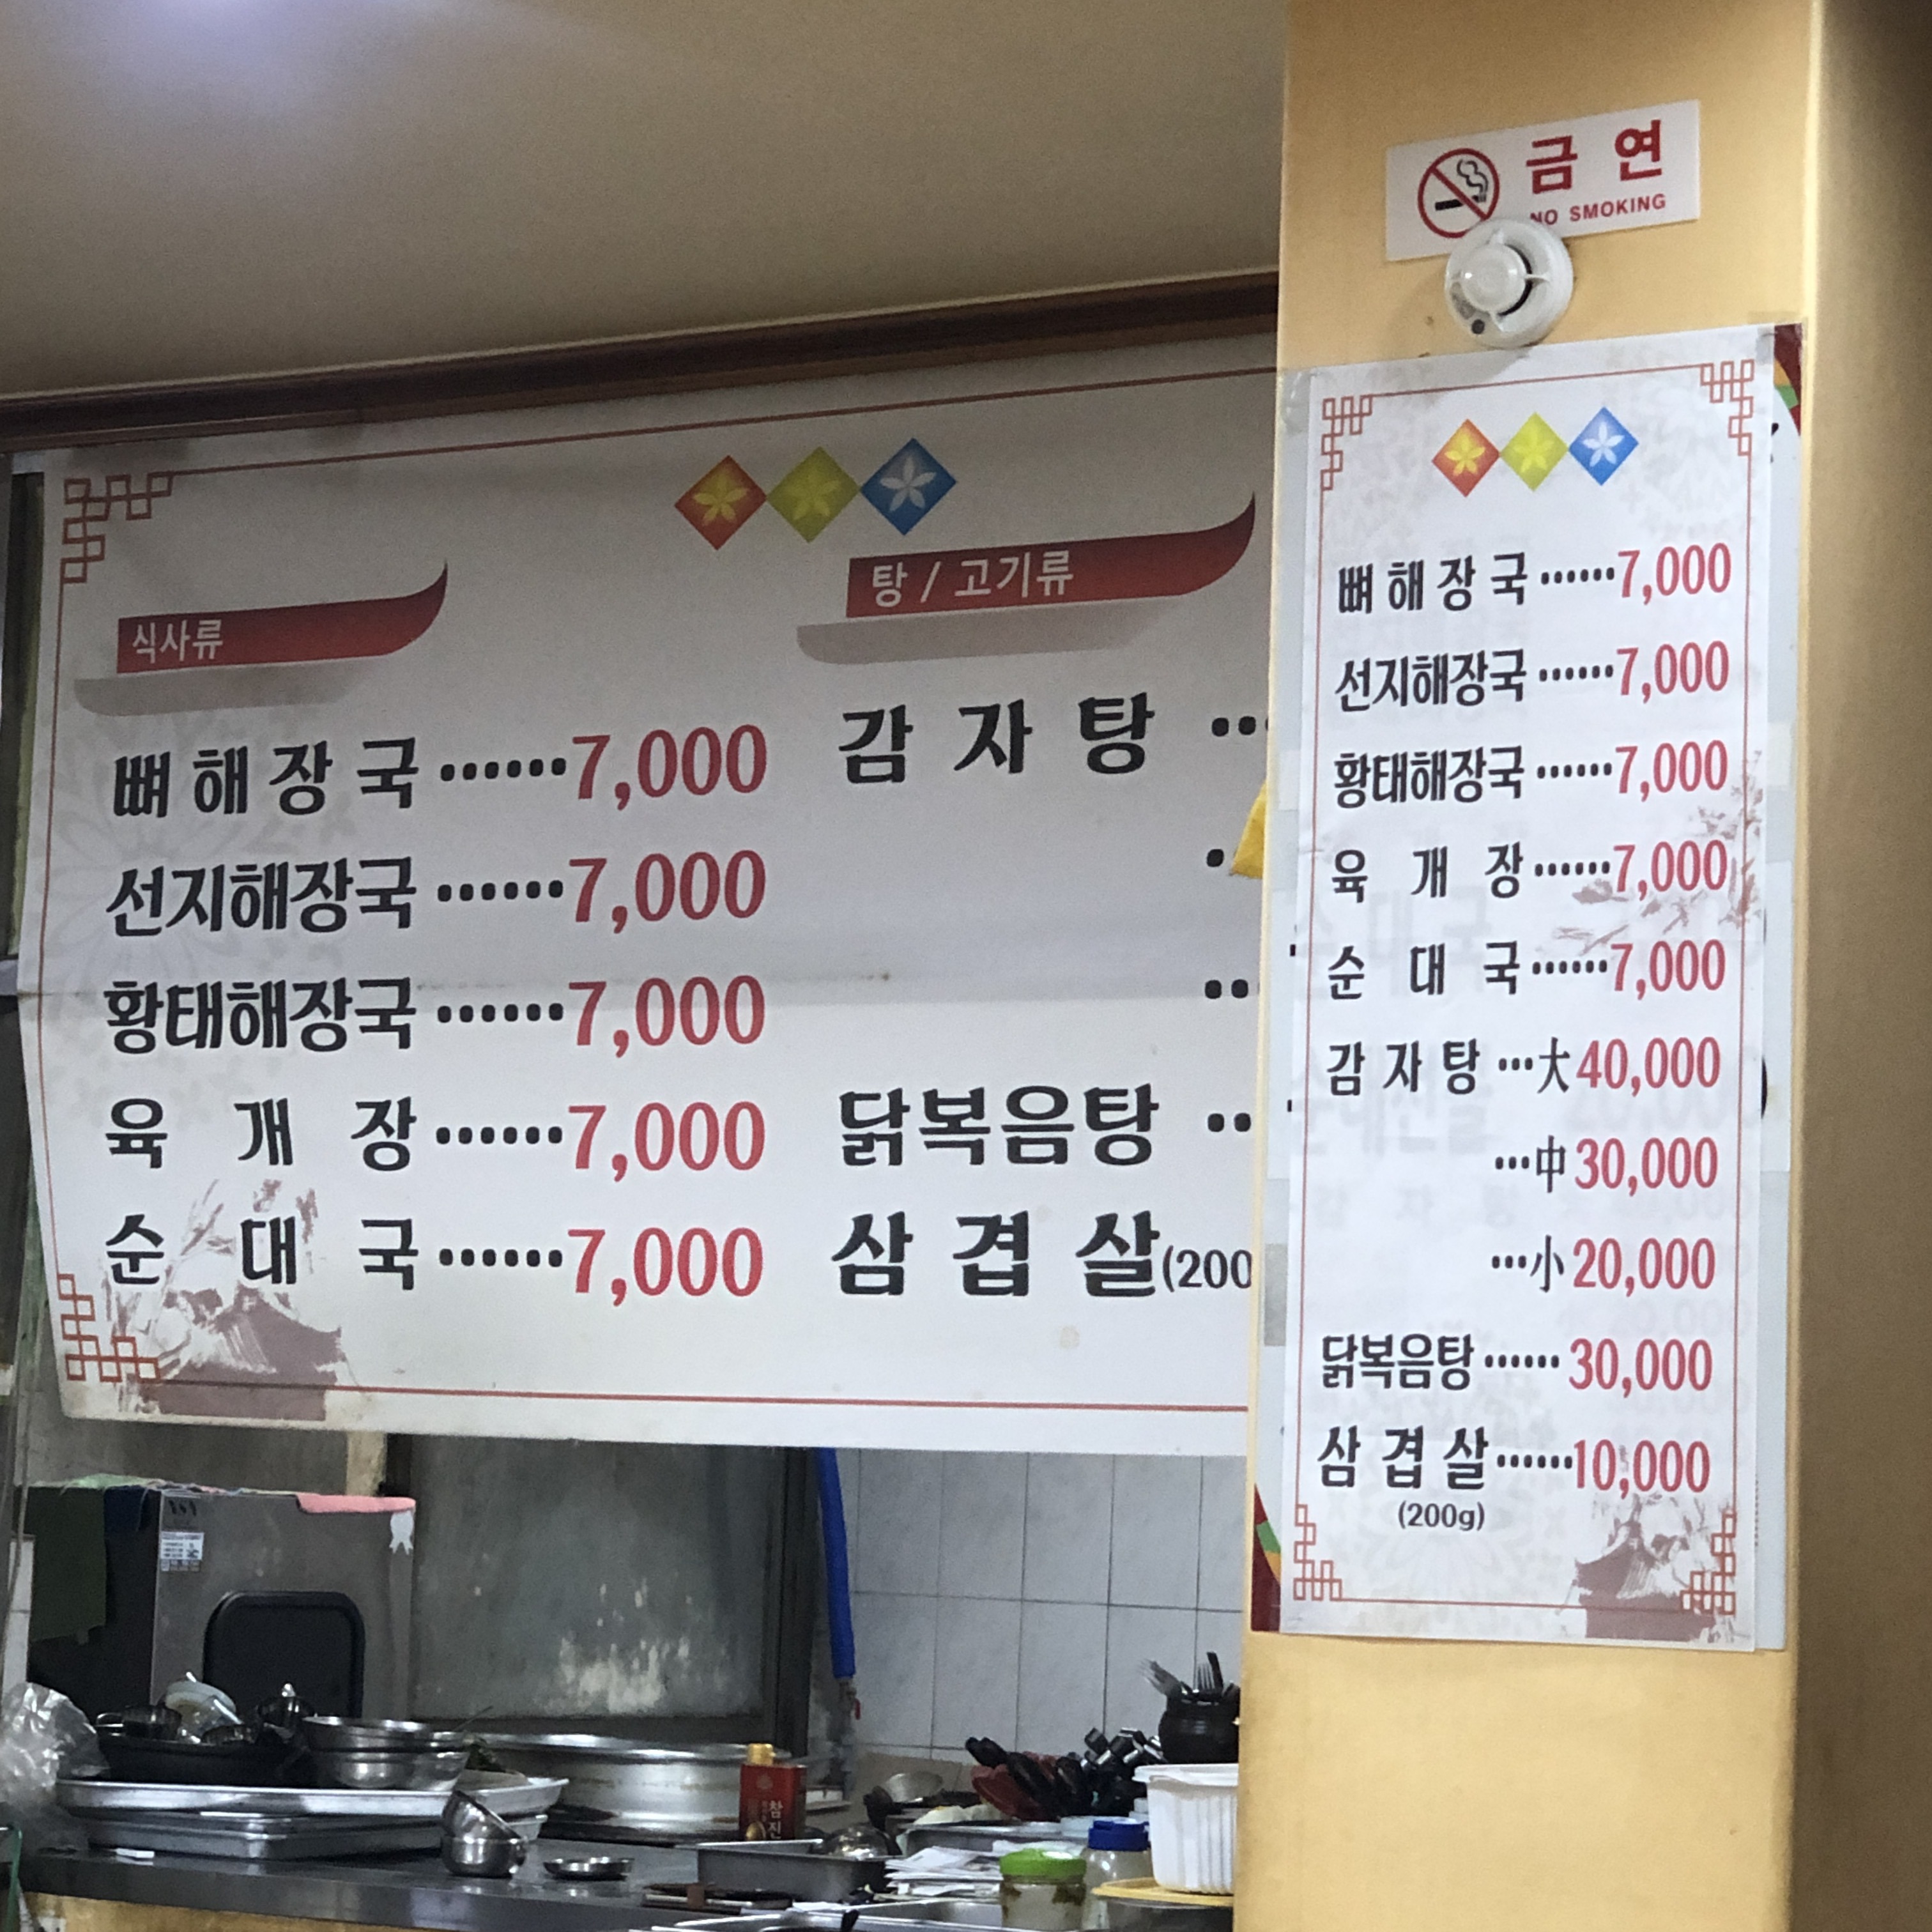 금 연
NO SMOKING
식사류
뼈해장국 ······7,000
선지해장국 ······7,000
황태해장국 ······7,000
육 개 장 ······7,000
순 대 국 ······7,000
탕 / 고기류
감 자 탕 ···
닭복음탕 ··
삼 겹 살(200
뼈해장국 ······7,000
선지해장국 ······7,000
황태해장국 ······7,000
육 개 장 ······7,000
순 대 국 ······7,000
감 자 탕 ···大 40,000
···中 30,000
···小 20,000
닭복음탕 ······ 30,000
삼 겹 살 ······10,000
(200g)
참진